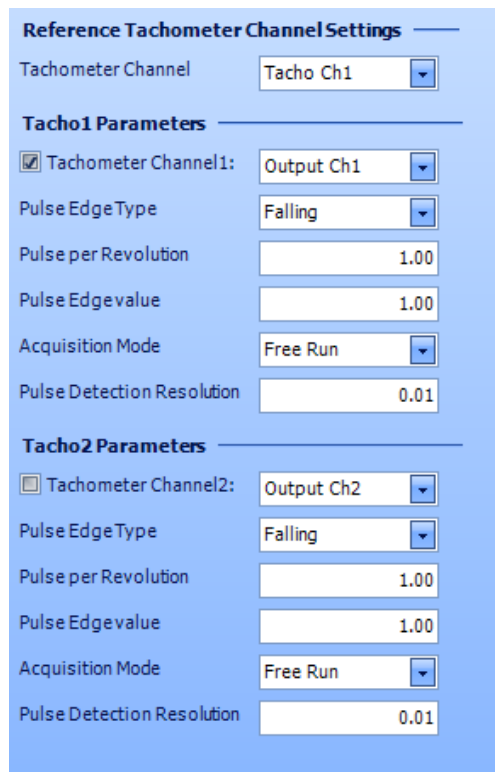 Reference Tachometer Channel Settings
Tachometer Channel Tacho Ch1
Tacho1 Parameters
Tachometer Channel1: Output Ch1
Pulse Edge Type Falling
Pulse per Revolution 1.00
Pulse Edge value 1.00
Acquisition Mode Free Run
Pulse Detection Resolution 0.01
Tacho2 Parameters
Tachometer Channel2: Output Ch2
Pulse Edge Type Falling
Pulse per Revolution 1.00
Pulse Edge value 1.00
Acquisition Mode Free Run
Pulse Detection Resolution 0.01